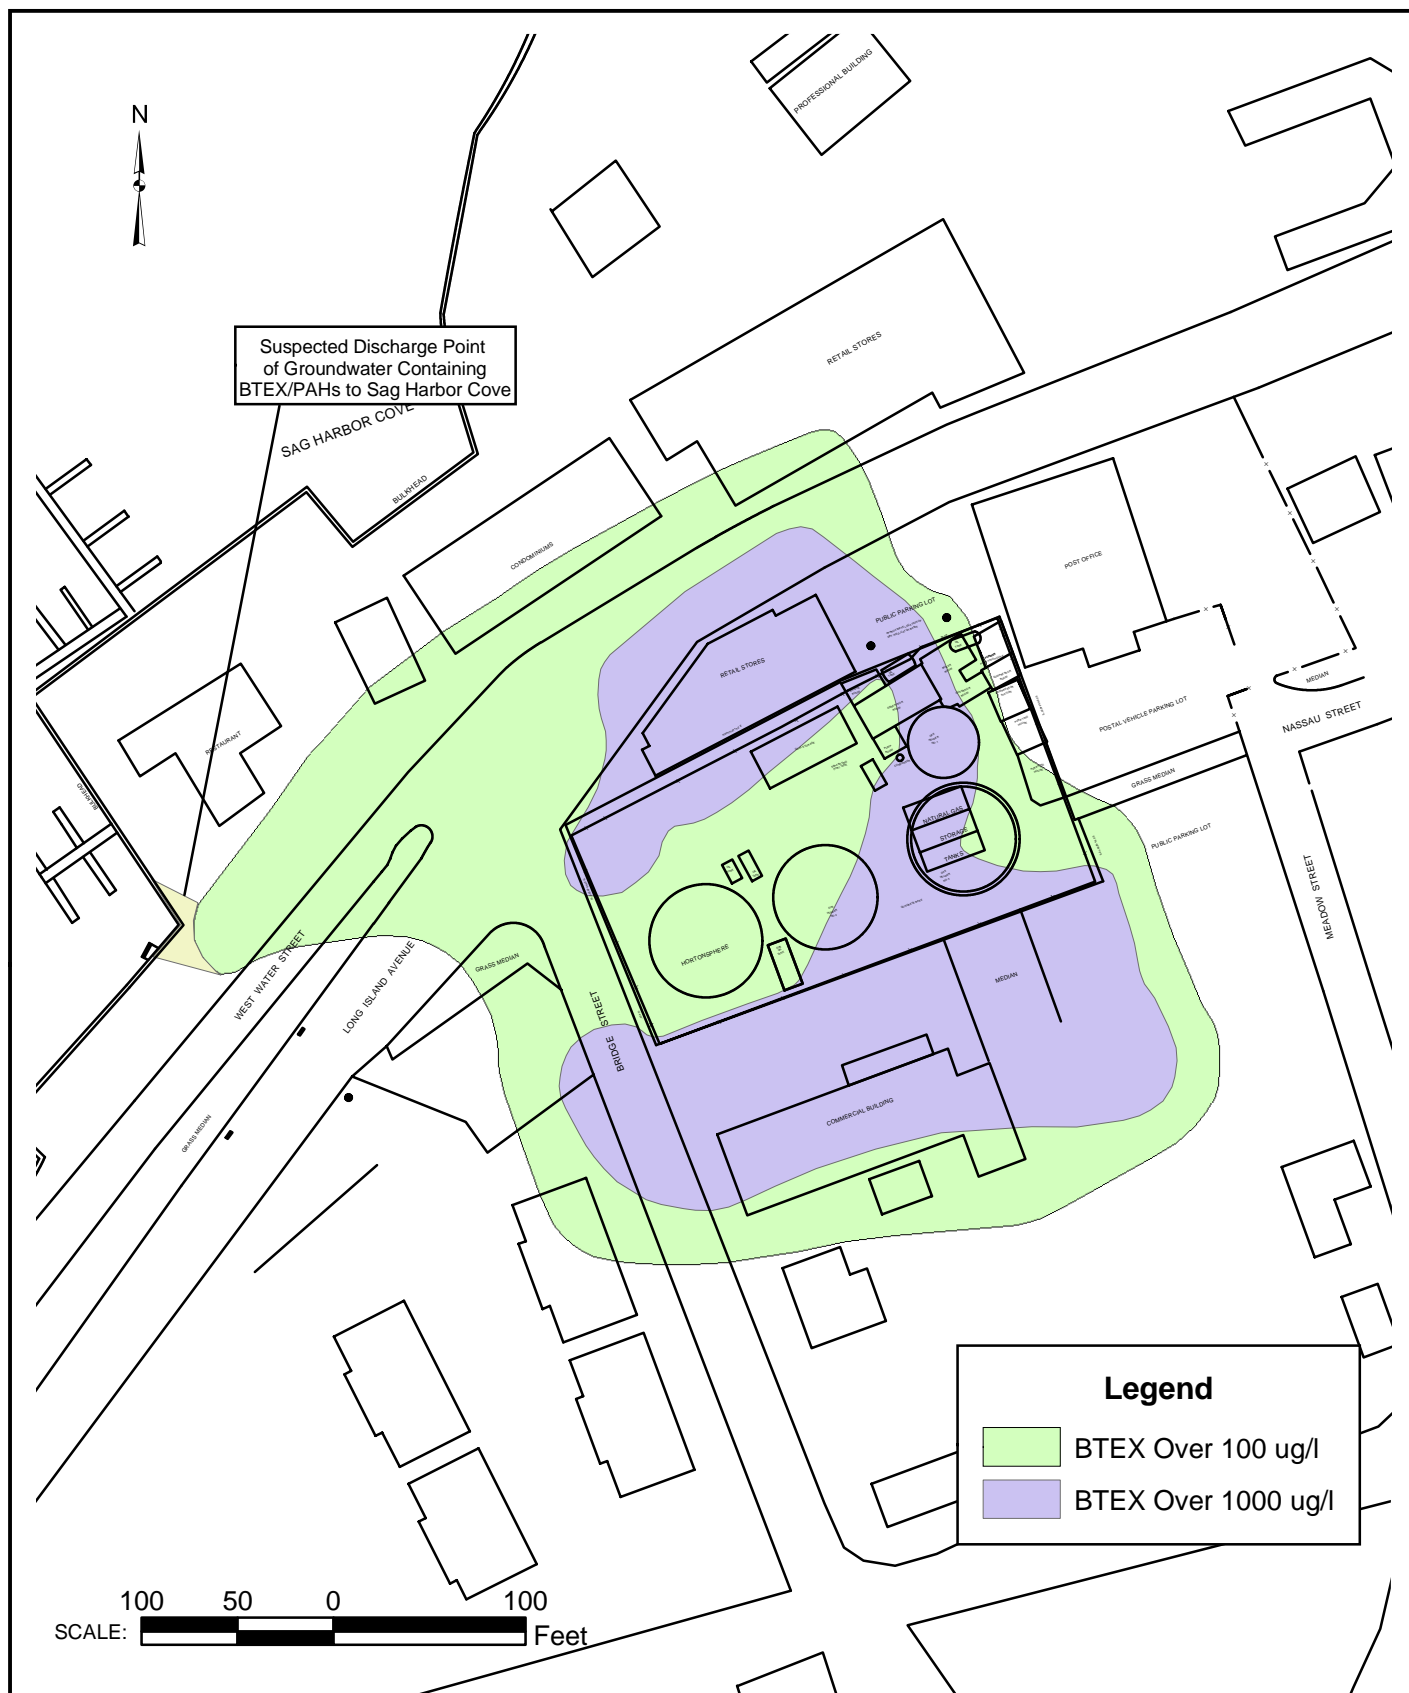 PROFESSIONAL BUILDING
N
Suspected Discharge Point
of Groundwater Containing
BTEX/PAHs to Sag Harbor Cove
RETAIL STORES
SAG HARBOR COVE
BULKHEAD
CONDOMINIUMS
POST OFFICE
PUBLIC PARKING LOT
RETAIL STORES
MEDIAN
POSTAL VEHICLE PARKING LOT
NASSAU STREET
RESTAURANT
BULKHEAD
GRASS MEDIAN
NATURAL GAS
STORAGE
TANKS
PUBLIC PARKING LOT
MEADOW STREET
HORTONSPHERE
WEST WATER STREET
LONG ISLAND AVENUE
GRASS MEDIAN
MEDIAN
BRIDGE STREET
COMMERCIAL BUILDING
GRASS MEDIAN
Legend
BTEX Over 100 ug/l
BTEX Over 1000 ug/l
100 50 0 100
SCALE: Feet